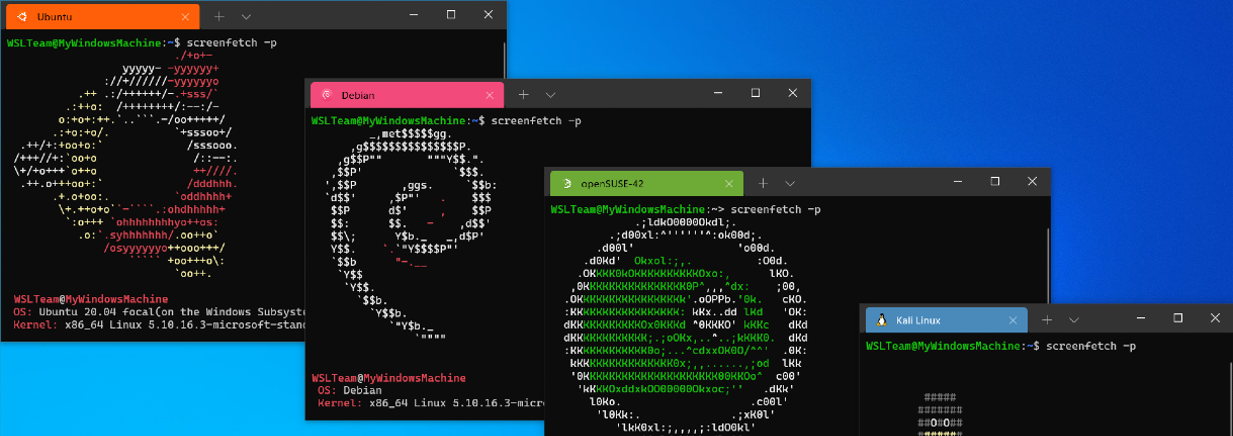 Ubuntu
WSLTeam@MyWindowsMachine:~$ screenfetch -p
WSLTeam@MyWindowsMachine
OS: Ubuntu 20.04 focal(on the Windows Subsyste
Kernel: x86_64 Linux 5.10.16.3-microsoft-stan
Debian
WSLTeam@MyWindowsMachine:~$ screenfetch -p
WSLTeam@MyWindowsMachine
OS: Debian
Kernel: x86_64 Linux 5.10.16.3-micro
openSUSE-42
WSLTeam@MyWindowsMachine:~> screenfetch -p
Kali Linux
WSLTeam@MyWindowsMachine:~$ screenfetch -p